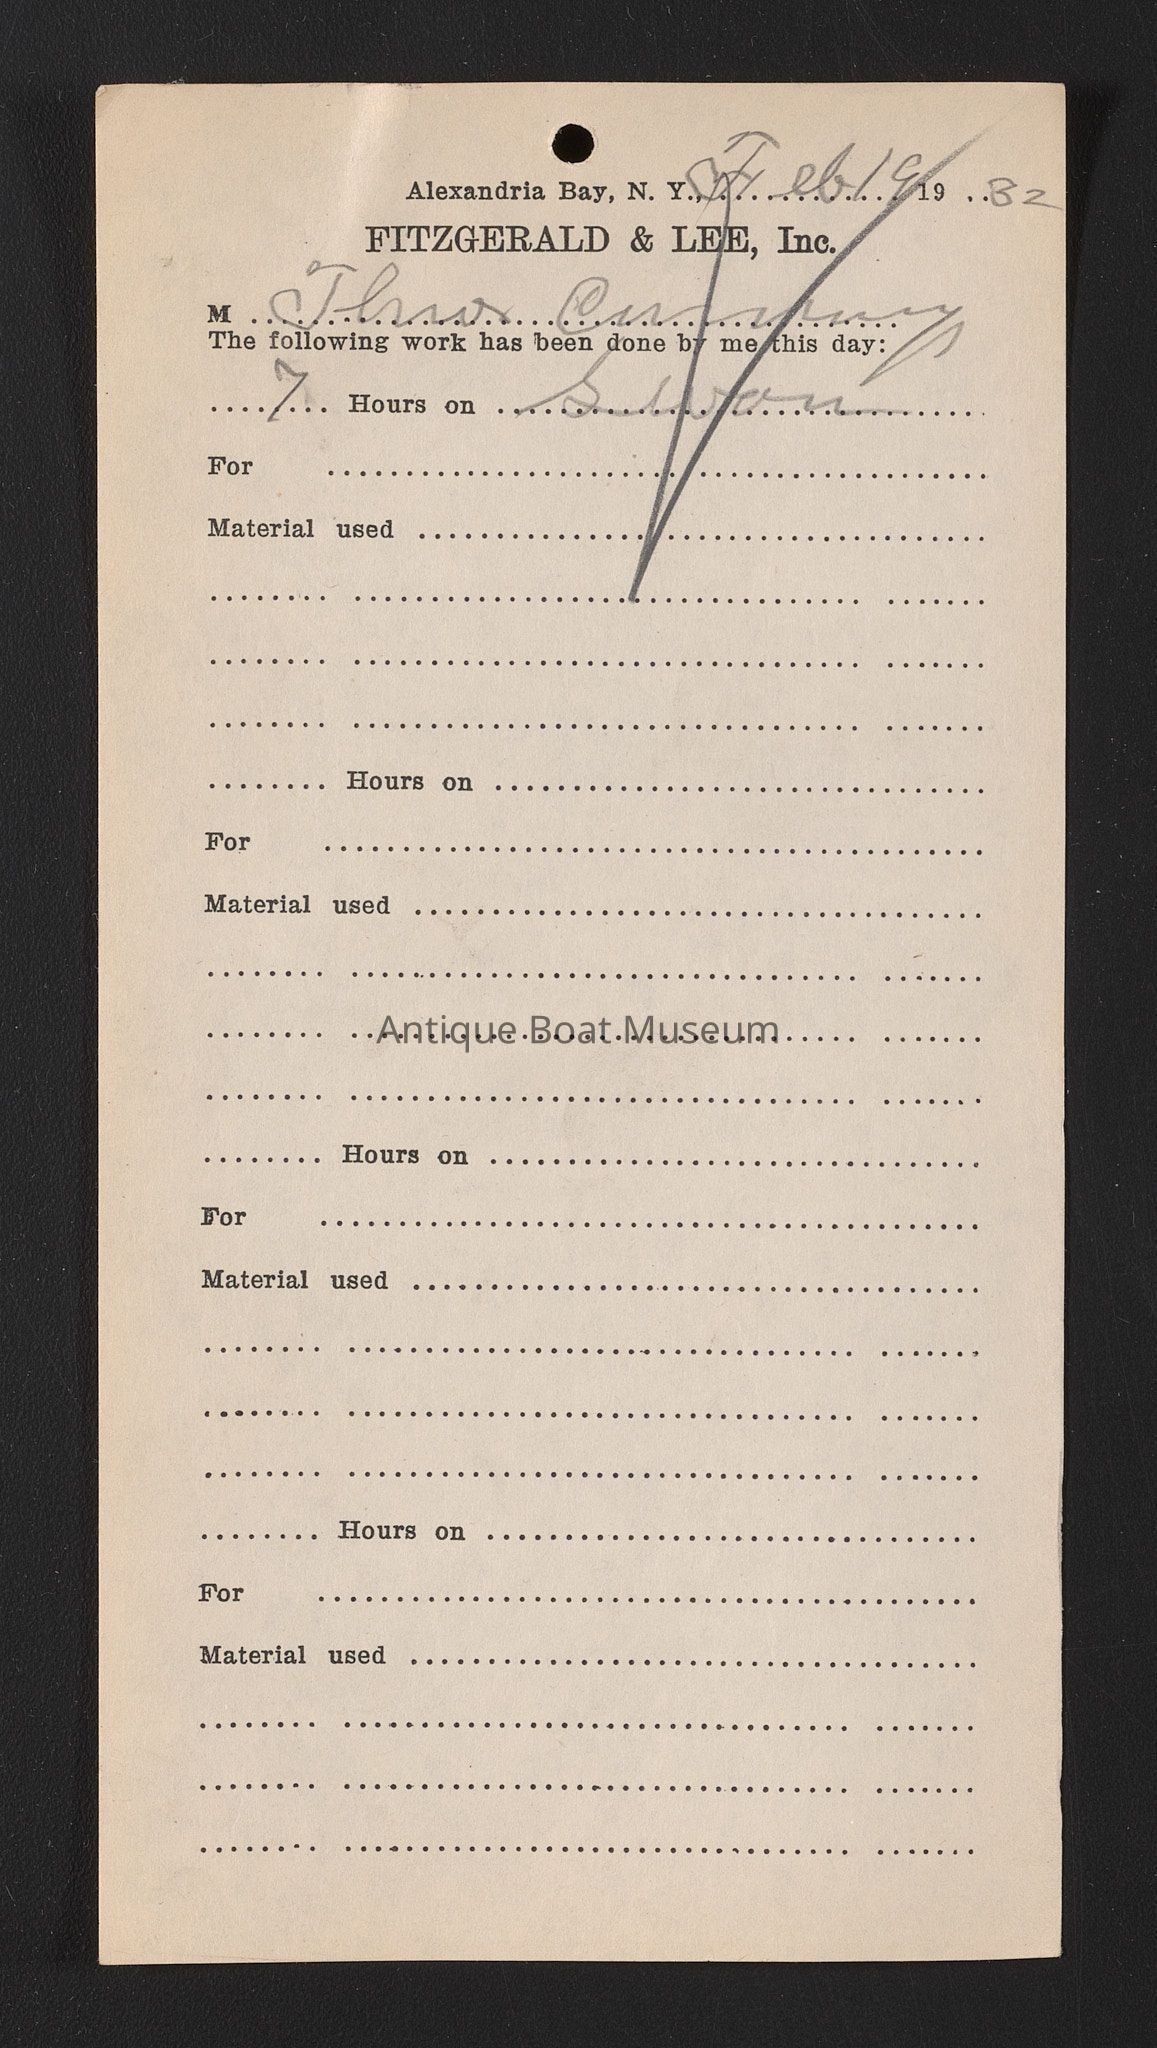 Alexandria Bay, N. Y., Feb 19 19 32
FITZGERALD & LEE, Inc.
M
The following work has been done by me this day:
7 Hours on
For
Material used
Hours on
For
Material used
Antique Boat Museum
Hours on
For
Material used
Hours on
For
Material used